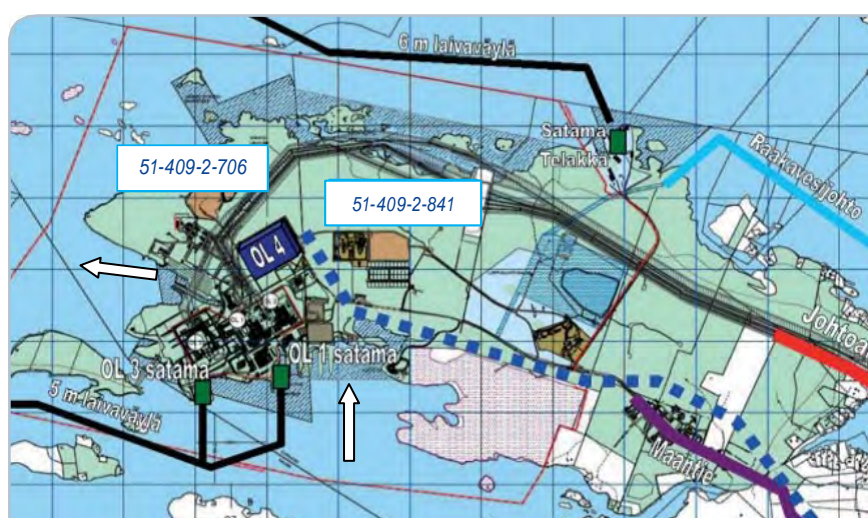 6 m laivaväylä
Satama
Telakka
Raakavesijohto
51-409-2-706
51-409-2-841
OL 4
Johtoa
OL 3 satama
OL 1 satama
5 m laivaväylä
Maantie